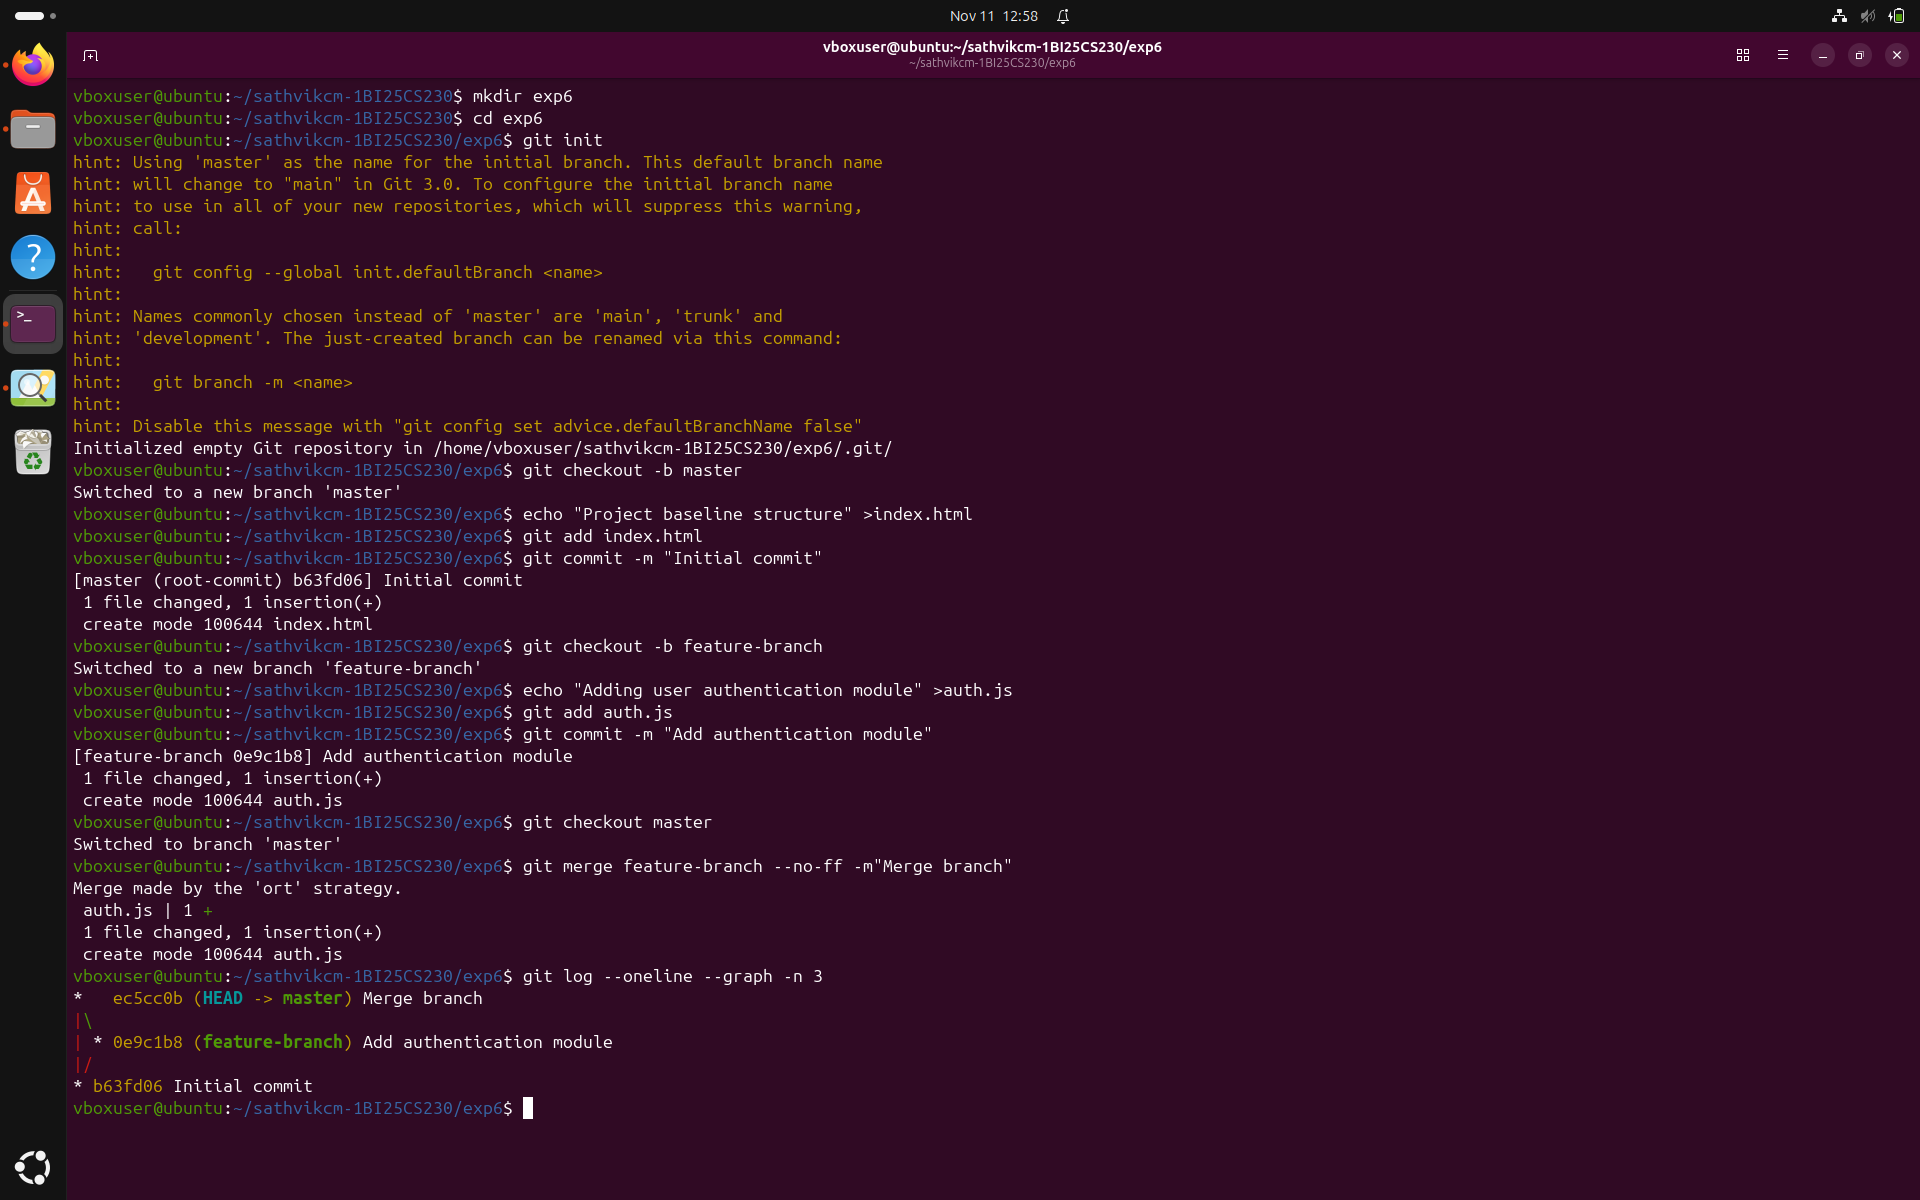 Nov 11 12:58
vboxuser@ubuntu:~/sathvikcm-1BI25CS230/exp6
~/sathvikcm-1BI25CS230/exp6
vboxuser@ubuntu:~/sathvikcm-1BI25CS230$ mkdir exp6
vboxuser@ubuntu:~/sathvikcm-1BI25CS230$ cd exp6
vboxuser@ubuntu:~/sathvikcm-1BI25CS230/exp6$ git init
hint: Using 'master' as the name for the initial branch. This default branch name
hint: will change to "main" in Git 3.0. To configure the initial branch name
hint: to use in all of your new repositories, which will suppress this warning,
hint: call:
hint:
hint:   git config --global init.defaultBranch <name>
hint:
hint: Names commonly chosen instead of 'master' are 'main', 'trunk' and
hint: 'development'. The just-created branch can be renamed via this command:
hint:
hint:   git branch -m <name>
hint:
hint: Disable this message with "git config set advice.defaultBranchName false"
Initialized empty Git repository in /home/vboxuser/sathvikcm-1BI25CS230/exp6/.git/
vboxuser@ubuntu:~/sathvikcm-1BI25CS230/exp6$ git checkout -b master
Switched to a new branch 'master'
vboxuser@ubuntu:~/sathvikcm-1BI25CS230/exp6$ echo "Project baseline structure" >index.html
vboxuser@ubuntu:~/sathvikcm-1BI25CS230/exp6$ git add index.html
vboxuser@ubuntu:~/sathvikcm-1BI25CS230/exp6$ git commit -m "Initial commit"
[master (root-commit) b63fd06] Initial commit
 1 file changed, 1 insertion(+)
 create mode 100644 index.html
vboxuser@ubuntu:~/sathvikcm-1BI25CS230/exp6$ git checkout -b feature-branch
Switched to a new branch 'feature-branch'
vboxuser@ubuntu:~/sathvikcm-1BI25CS230/exp6$ echo "Adding user authentication module" >auth.js
vboxuser@ubuntu:~/sathvikcm-1BI25CS230/exp6$ git add auth.js
vboxuser@ubuntu:~/sathvikcm-1BI25CS230/exp6$ git commit -m "Add authentication module"
[feature-branch 0e9c1b8] Add authentication module
 1 file changed, 1 insertion(+)
 create mode 100644 auth.js
vboxuser@ubuntu:~/sathvikcm-1BI25CS230/exp6$ git checkout master
Switched to branch 'master'
vboxuser@ubuntu:~/sathvikcm-1BI25CS230/exp6$ git merge feature-branch --no-ff -m"Merge branch"
Merge made by the 'ort' strategy.
 auth.js | 1 +
 1 file changed, 1 insertion(+)
 create mode 100644 auth.js
vboxuser@ubuntu:~/sathvikcm-1BI25CS230/exp6$ git log --oneline --graph -n 3
*   ec5cc0b (HEAD -> master) Merge branch
|\
| * 0e9c1b8 (feature-branch) Add authentication module
|/
* b63fd06 Initial commit
vboxuser@ubuntu:~/sathvikcm-1BI25CS230/exp6$